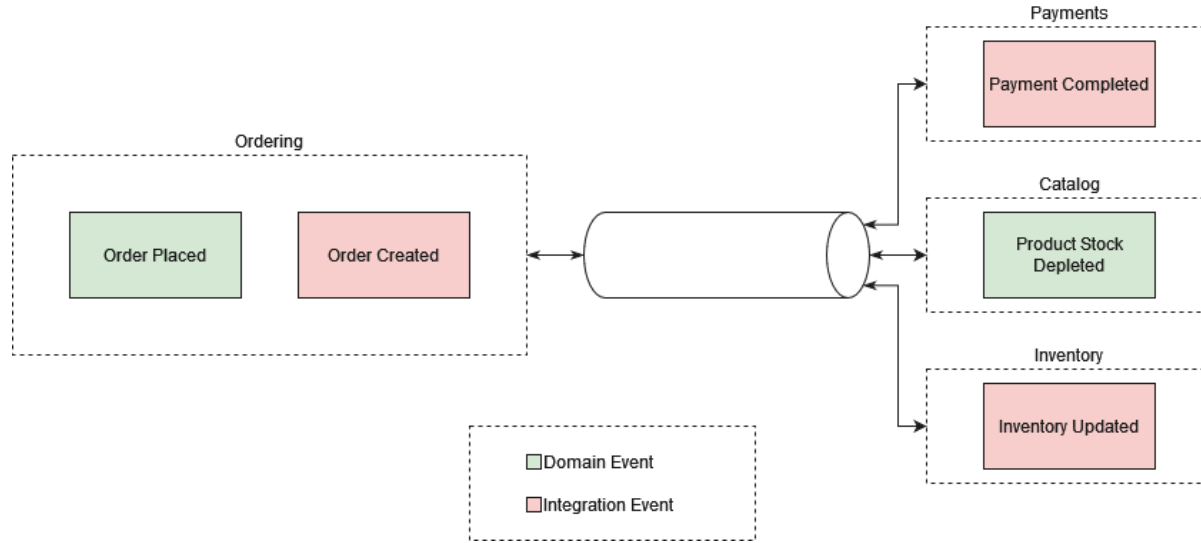 Payments
Payment Completed
Ordering
Order Placed
Order Created
Catalog
Product Stock
Depleted
Inventory
Inventory Updated
Domain Event
Integration Event